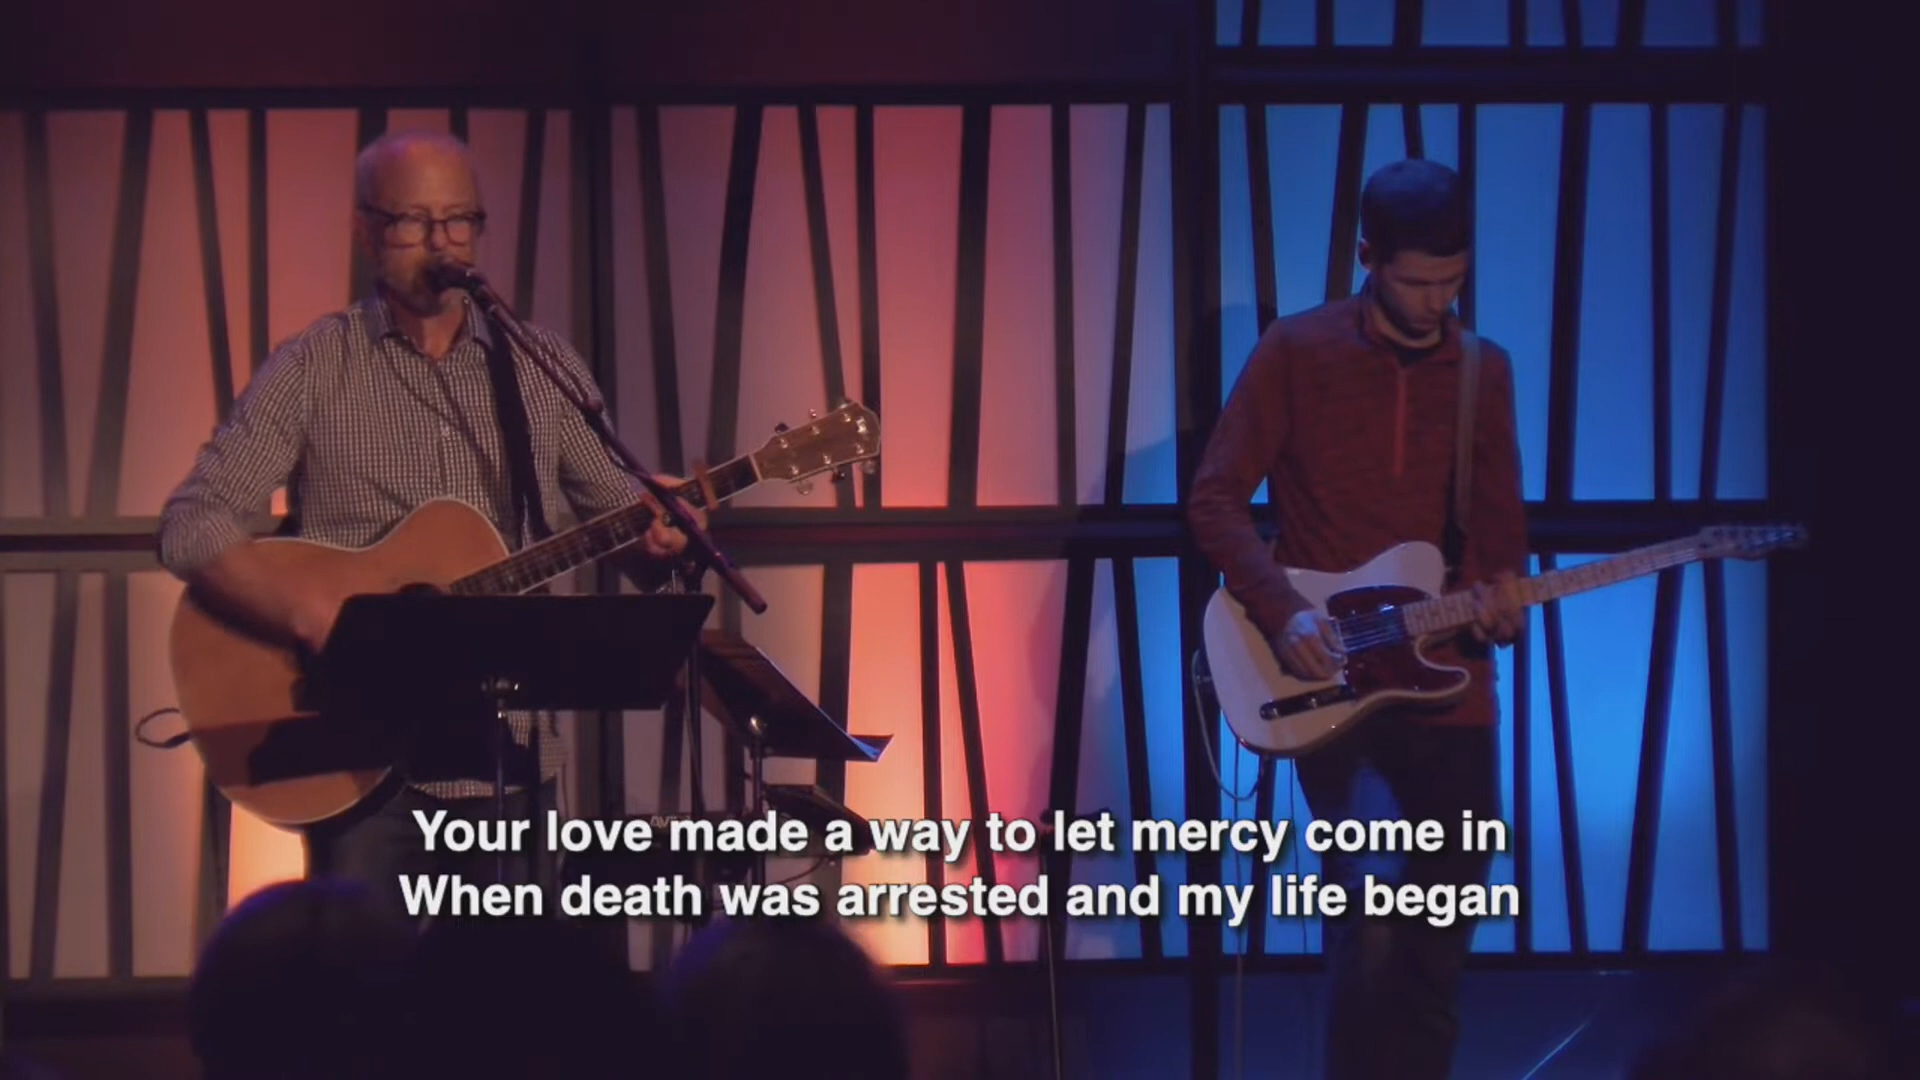 Your love made a way to let mercy come in
When death was arrested and my life began